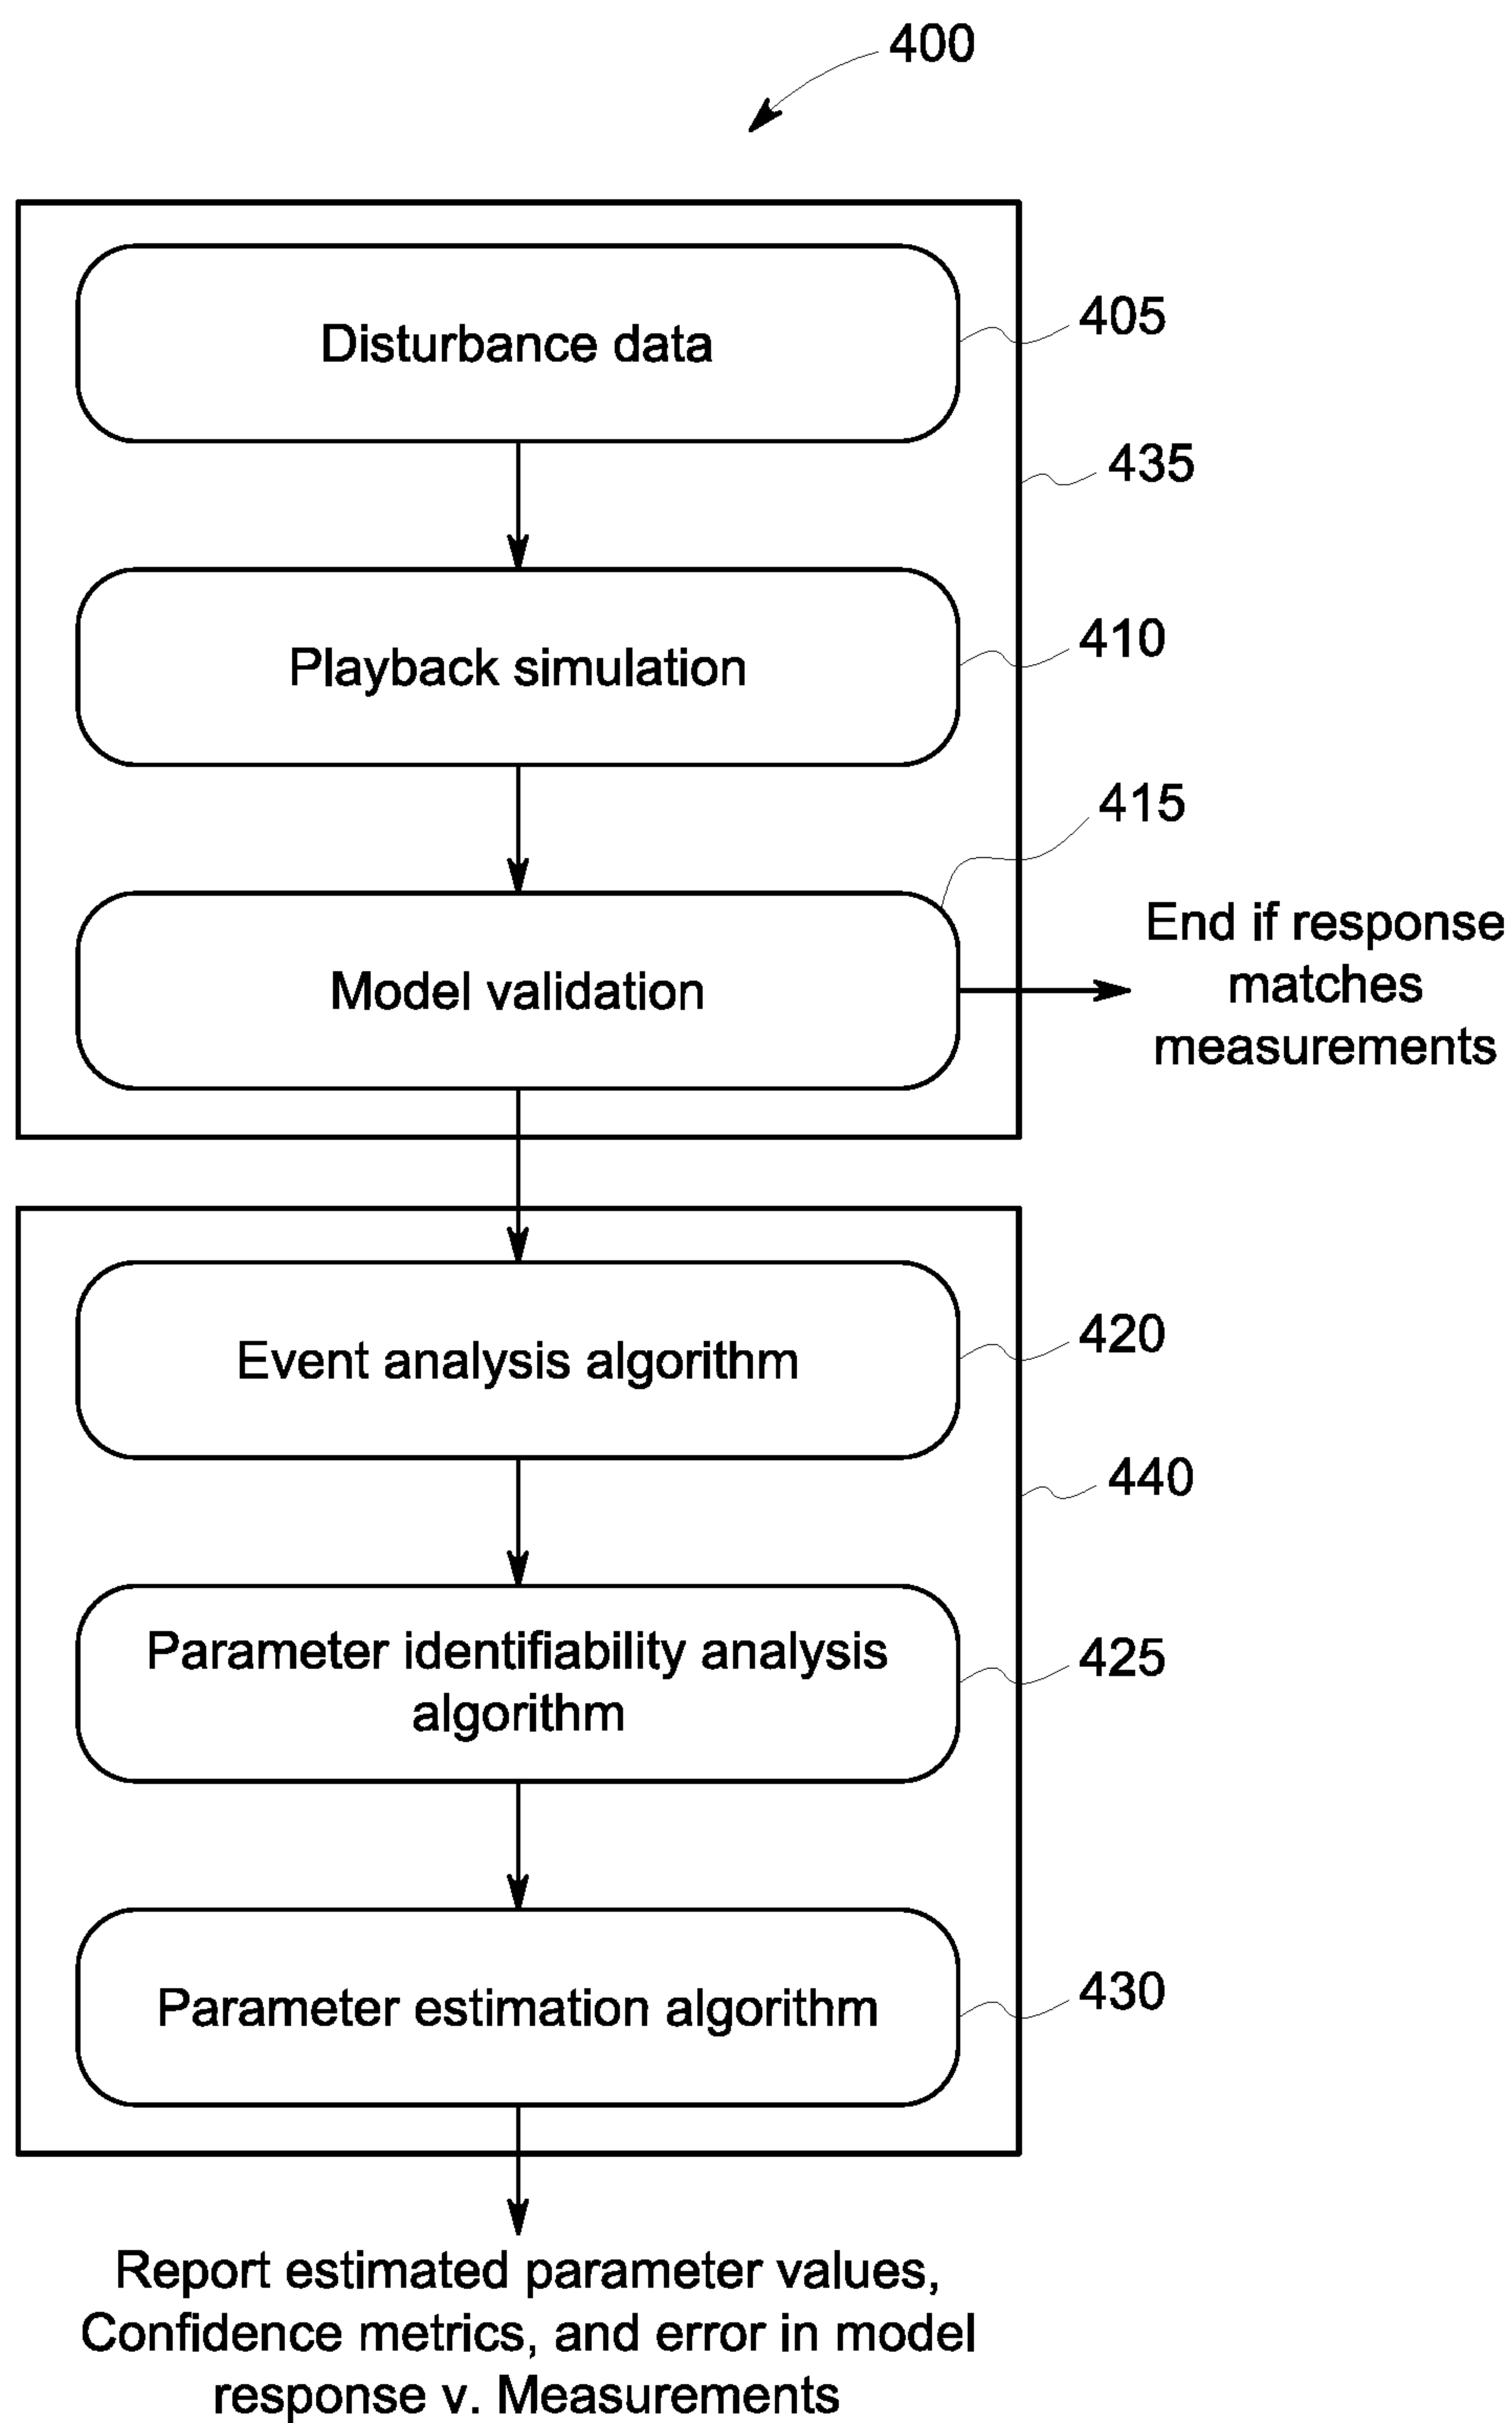 400
Disturbance data
405
435
Playback simulation
410
415
Model validation
End if response
matches
measurements
Event analysis algorithm
420
440
Parameter identifiability analysis
algorithm
425
Parameter estimation algorithm
430
Report estimated parameter values,
Confidence metrics, and error in model
response v. Measurements